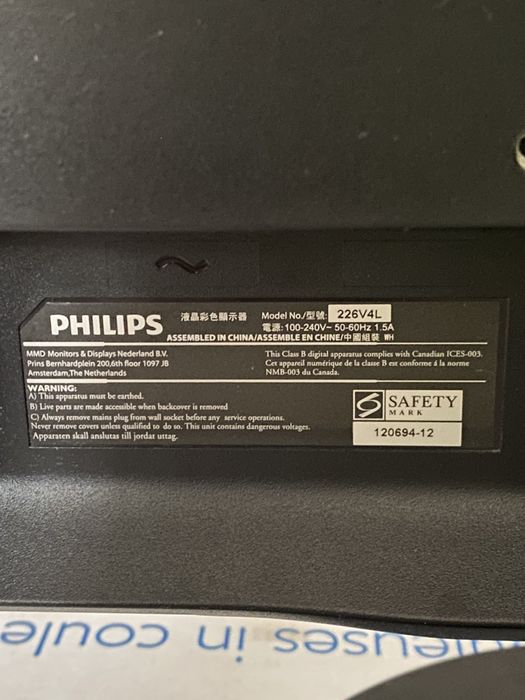 PHILIPS
液晶彩色顯示器 Model No./型號: 226V4L
電源:100-240V~ 50-60Hz 1.5A
ASSEMBLED IN CHINA/ASSEMBLE EN CHINE/中國組裝 WH
MMD Monitors & Displays Nederland B.V.
Prins Bernhardplein 200,6th floor 1097 JB
Amsterdam,The Netherlands
This Class B digital apparatus complies with Canadian ICES-003.
Cet appareil numérique de la classe B est conforme á la norme
NMB-003 du Canada.
WARNING:
A) This apparatus must be earthed.
B) Live parts are made accessible when backcover is removed
C) Always remove mains plug from wall socket before any service operations.
Never remove covers unless qualified to do so. This unit contains dangerous voltages.
Apparaten skall anslutas till jordat uttag.
SAFETY
MARK
120694-12
in coule